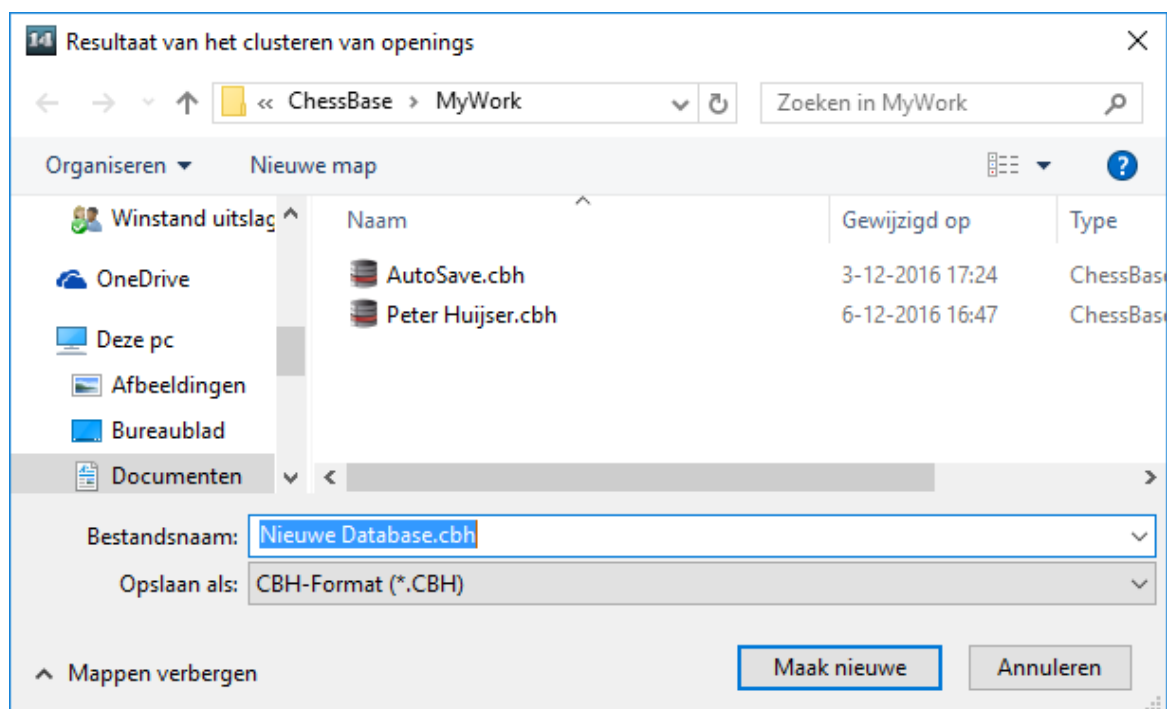 14 Resultaat van het clusteren van openings
« ChessBase › MyWork Zoeken in MyWork
Organiseren Nieuwe map ?
Winstand uitslag Naam Gewijzigd op Type
OneDrive AutoSave.cbh 3-12-2016 17:24 ChessBas
Deze pc Peter Huijser.cbh 6-12-2016 16:47 ChessBas
Afbeeldingen
Bureaublad
Documenten
Bestandsnaam: Nieuwe Database.cbh
Opslaan als: CBH-Format (*.CBH)
Mappen verbergen Maak nieuwe Annuleren